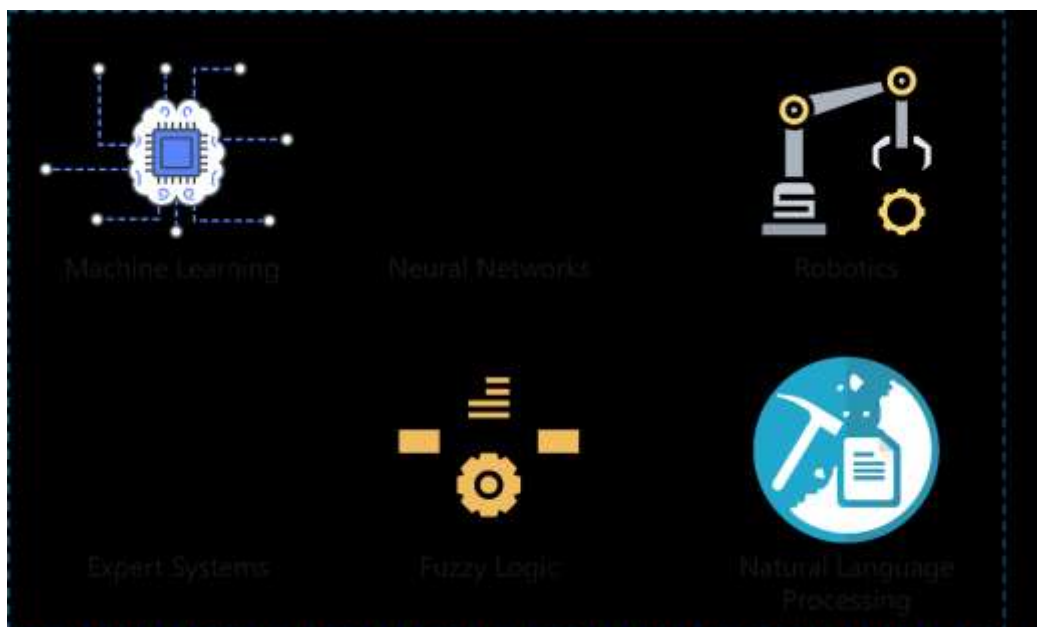 Machine Learning
Neural Networks
Robotics
Expert Systems
Fuzzy Logic
Natural Language
Processing